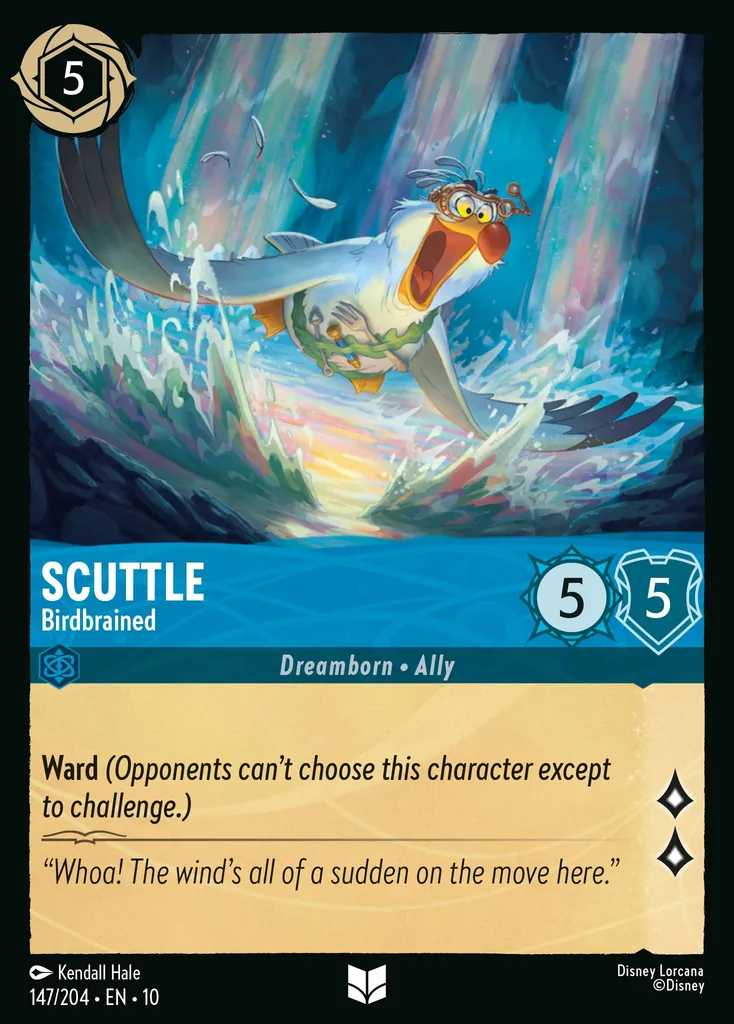 5
SCUTTLE
Birdbrained
5
5
Dreamborn • Ally
Ward (Opponents can’t choose this character except
to challenge.)
“Whoa! The wind’s all of a sudden on the move here.”
Kendall Hale
147/204 • EN • 10
Disney Lorcana
©Disney